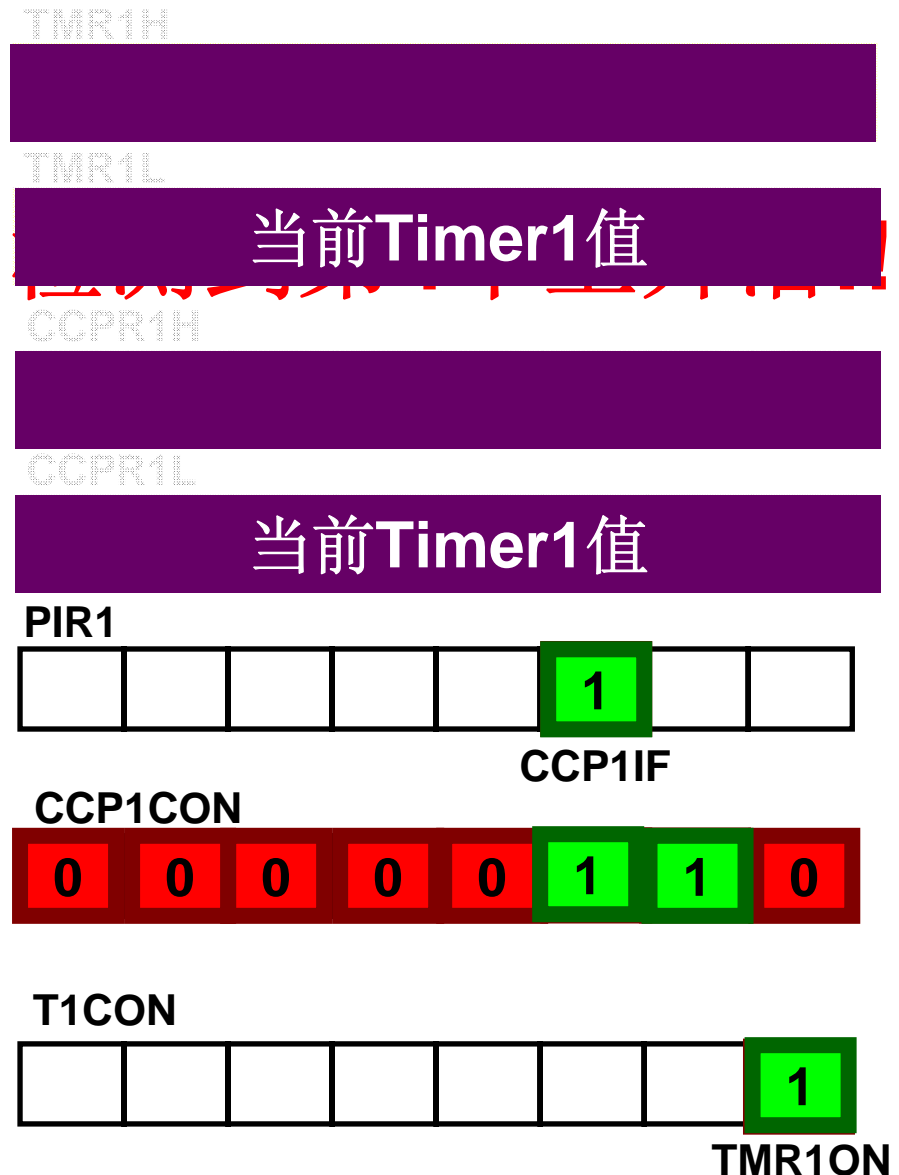 TMR1H
TMR1L
当前Timer1值
CCPR1H
CCPR1L
当前Timer1值
PIR1
1
CCP1IF
CCP1CON
0 0 0 0 0 1 1 0
T1CON
1
TMR1ON